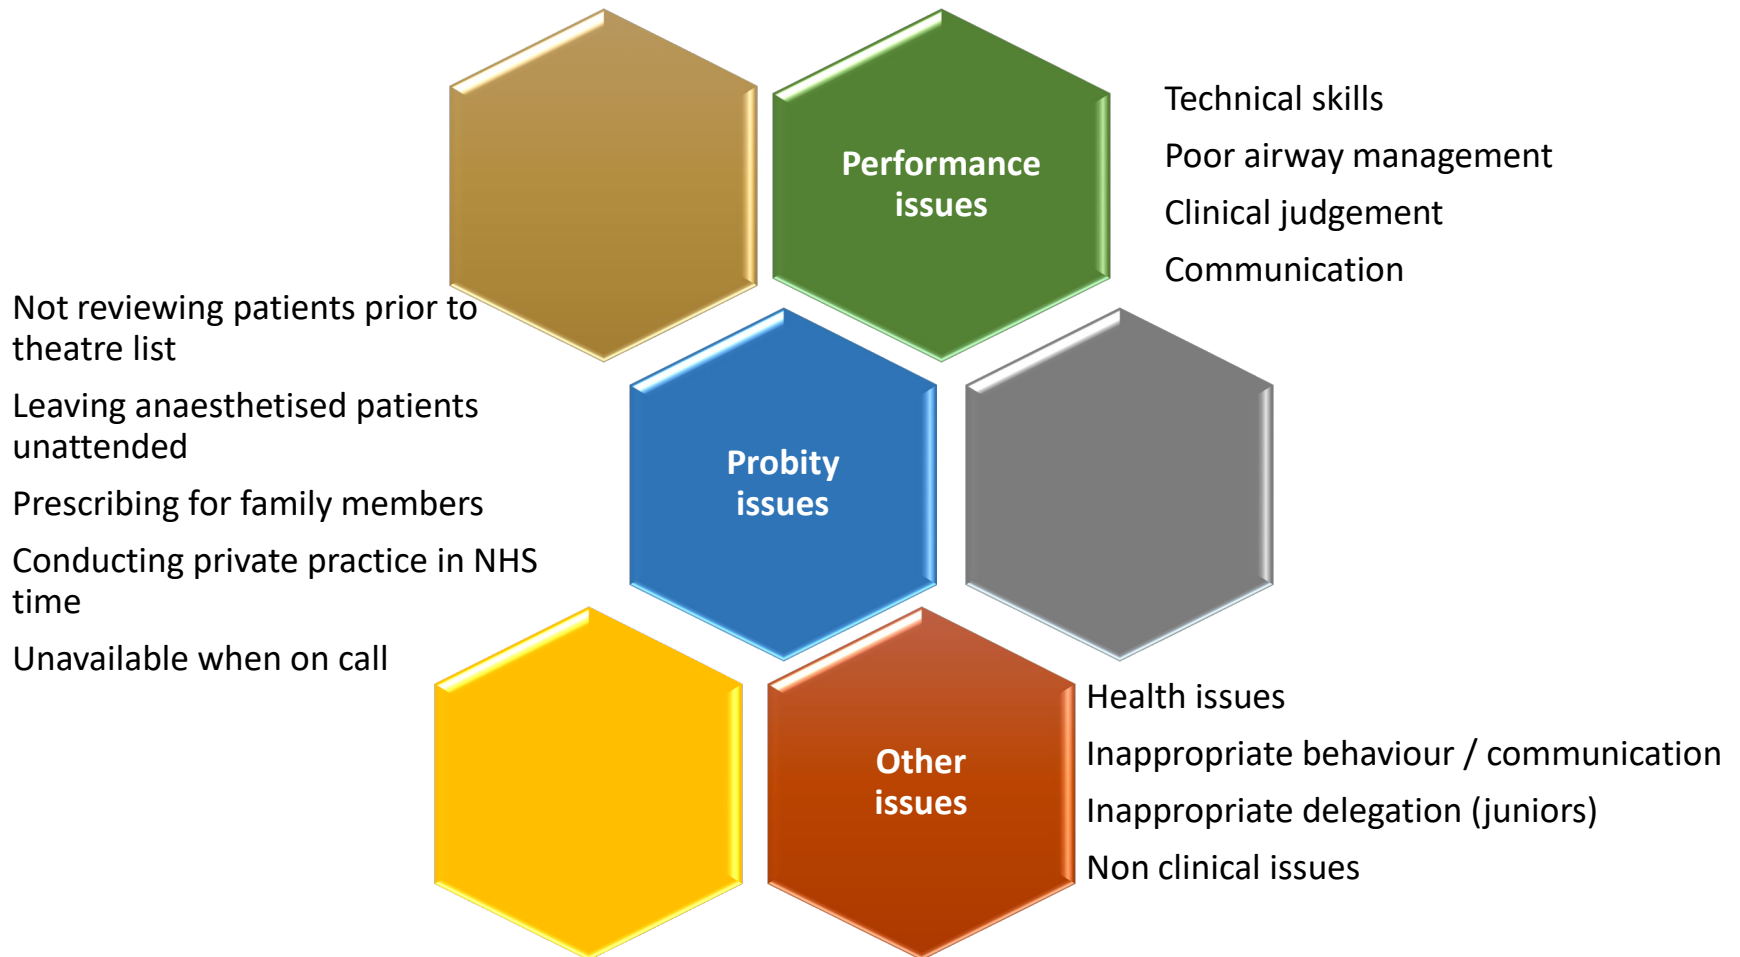 Performance
issues
Technical skills
Poor airway management
Clinical judgement
Communication
Not reviewing patients prior to
theatre list
Leaving anaesthetised patients
unattended
Prescribing for family members
Conducting private practice in NHS
time
Unavailable when on call
Probity
issues
Other
issues
Health issues
Inappropriate behaviour / communication
Inappropriate delegation (juniors)
Non clinical issues